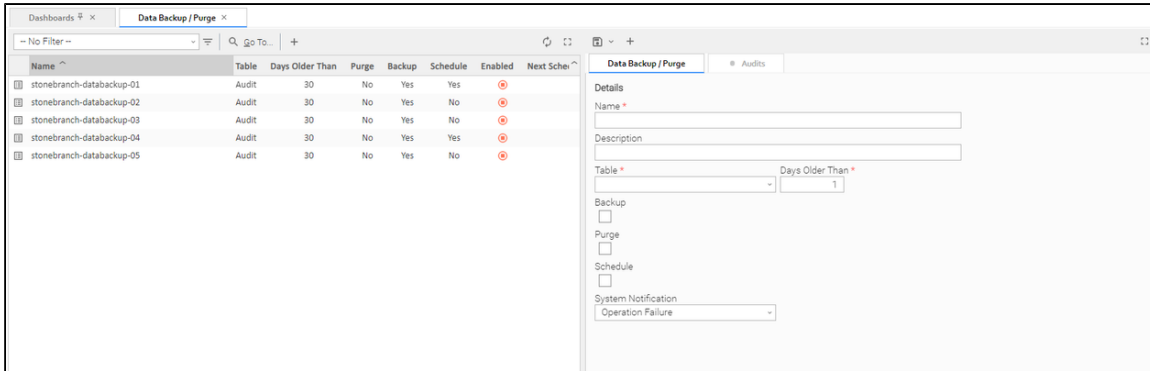 Dashboards
Data Backup / Purge
-- No Filter --
Go To...
Name Table Days Older Than Purge Backup Schedule Enabled Next Sche
stonebranch-databackup-01 Audit 30 No Yes Yes
stonebranch-databackup-02 Audit 30 No Yes No
stonebranch-databackup-03 Audit 30 No Yes No
stonebranch-databackup-04 Audit 30 No Yes Yes
stonebranch-databackup-05 Audit 30 No Yes No
Data Backup / Purge
Audits
Details
Name *
Description
Table * Days Older Than *
1
Backup
Purge
Schedule
System Notification
Operation Failure